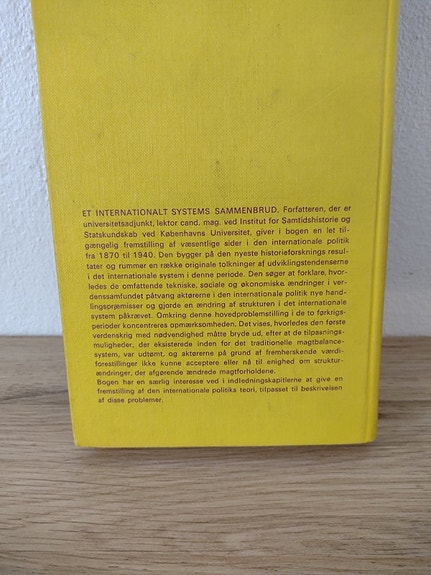 ET INTERNATIONALT SYSTEMS SAMMENBRUD. Forfatteren, der er
universitetsadjunkt, lektor cand. mag. ved Institut for Samtidshistorie og
Statskundskab ved Københavns Universitet, giver i bogen en let til-
gængelig fremstilling af væsentlige sider i den internationale politik
fra 1870 til 1940. Den bygger på den nyeste historieforsknings resul-
tater og rummer en række originale tolkninger af udviklingstendenserne
i det internationale system i denne periode. Den søger at forklare, hvor-
ledes de omfattende tekniske, sociale og økonomiske ændringer i ver-
denssamfundet påtvang aktørerne i den internationale politik nye hand-
lingspræmisser og gjorde en ændring af strukturen i det internationale
system påkrævet. Omkring denne hovedproblemstilling i de to førkrigs-
perioder koncentreres opmærksomheden. Det vises, hvorledes den første
verdenskrig med nødvendighed måtte bryde ud, efter at de tilpasnings-
muligheder, der eksisterede inden for det traditionelle magtbalance-
system, var udtømt, og aktørerne på grund af fremherskende værdi-
forestillinger ikke kunne acceptere eller nå til enighed om struktur-
ændringer, der afgørende ændrede magtforholdene.
Bogen har en særlig interesse ved i indledningskapitlerne at give en
fremstilling af den internationale politiks teori, tilpasset til beskrivelsen
af disse problemer.